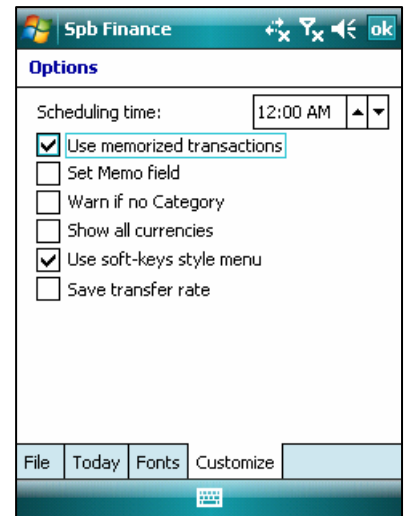 Spb Finance ok
Options
Scheduling time: 12:00 AM
Use memorized transactions
Set Memo field
Warn if no Category
Show all currencies
Use soft-keys style menu
Save transfer rate
File Today Fonts Customize